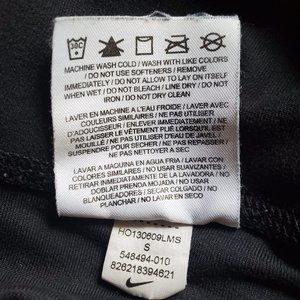 30C
MACHINE WASH COLD / WASH LIKE COLORS
/ DO NOT USE SOFTENERS / REMOVE
IMMEDIATELY / DO NOT ALLOW TO LAY ON ITSELF
WHEN WET / DO NOT BLEACH / LINE DRY / DO NOT
IRON / DO NOT DRY CLEAN
LAVER EN MACHINE A L'EAU FROIDE / LAVER AVEC
COULEURS SIMILAIRES / NE PAS UTILISER
D'ADOUCISSEUR / ENLEVER IMMEDIATEMENT / NE
PAS LAISSER LE VÊTEMENT PLIÉ LORSQU'IL EST
MOUILLÉ / NE PAS UTILISER D'EAU DE JAVEL /
SUSPENDRE POUR SECHER / NE PAS REPASSER /
NE PAS NETTOYER A SEC
LAVAR A MAQUINA EN AGUA FRIA / LAVAR CON
COLORES SIMILARES / NO USAR SUAVIZANTES /
RETIRAR INMEDIATAMENTE DE LA LAVADORA / NO
DOBLAR PRENDA MOJADA / NO USAR
BLANQUEADORES / SECAR COLGADO / NO
PLANCHAR / NO LAVAR EN SECO
HO130609LMS
S
548494-010
826218394621